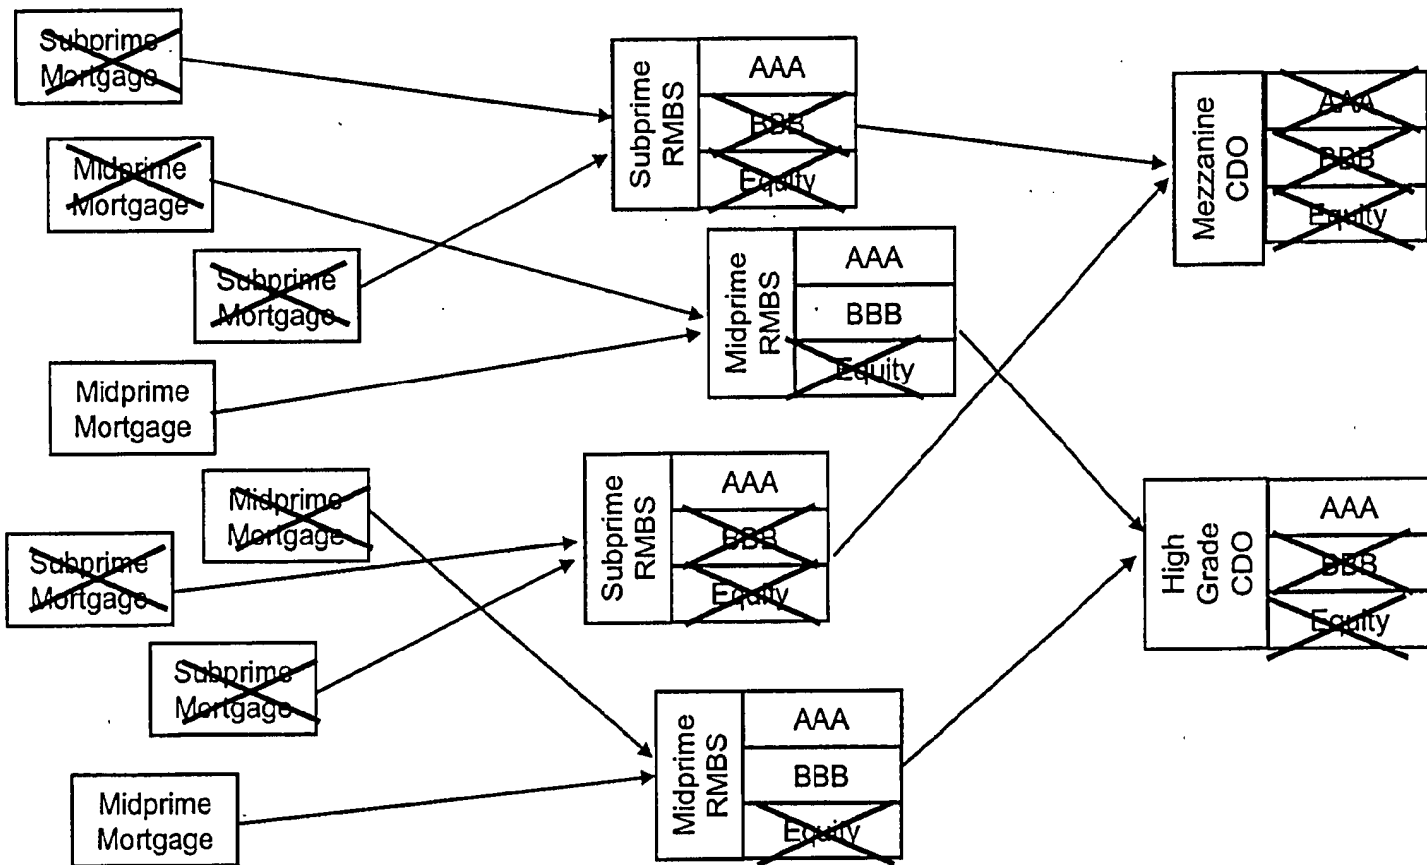 Subprime
Mortgage
Midprime
Mortgage
Subprime
Mortgage
Midprime
Mortgage
Midprime
Mortgage
Subprime
Mortgage
Subprime
Mortgage
Midprime
Mortgage
Subprime
RMBS
AAA
BBB
Equity
Midprime
RMBS
AAA
BBB
Equity
Subprime
RMBS
AAA
BBB
Equity
Midprime
RMBS
AAA
BBB
Equity
Mezzanine
CDO
AAA
BBB
Equity
High
Grade
CDO
AAA
BBB
Equity